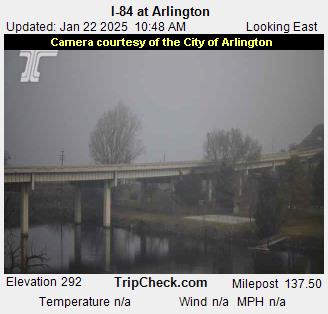 I-84 at Arlington
Updated: Jan 22 2025 10:48 AM Looking East
Camera courtesy of the City of Arlington
Elevation 292 TripCheck.com Milepost 137.50
Temperature n/a Wind n/a MPH n/a